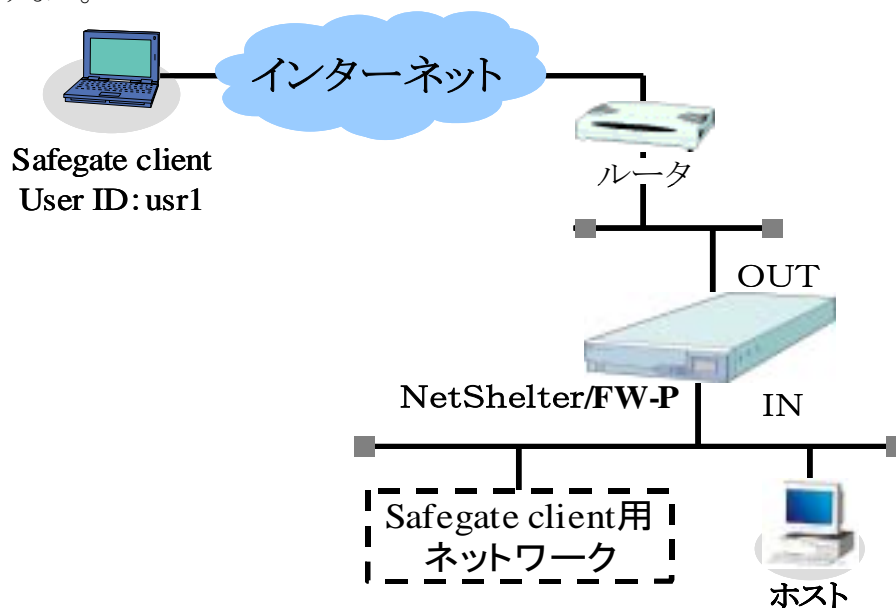 インターネット
Safegate client
User ID：usr1
ルータ
OUT
NetShelter/FW-P
IN
Safegate client用
ネットワーク
ホスト